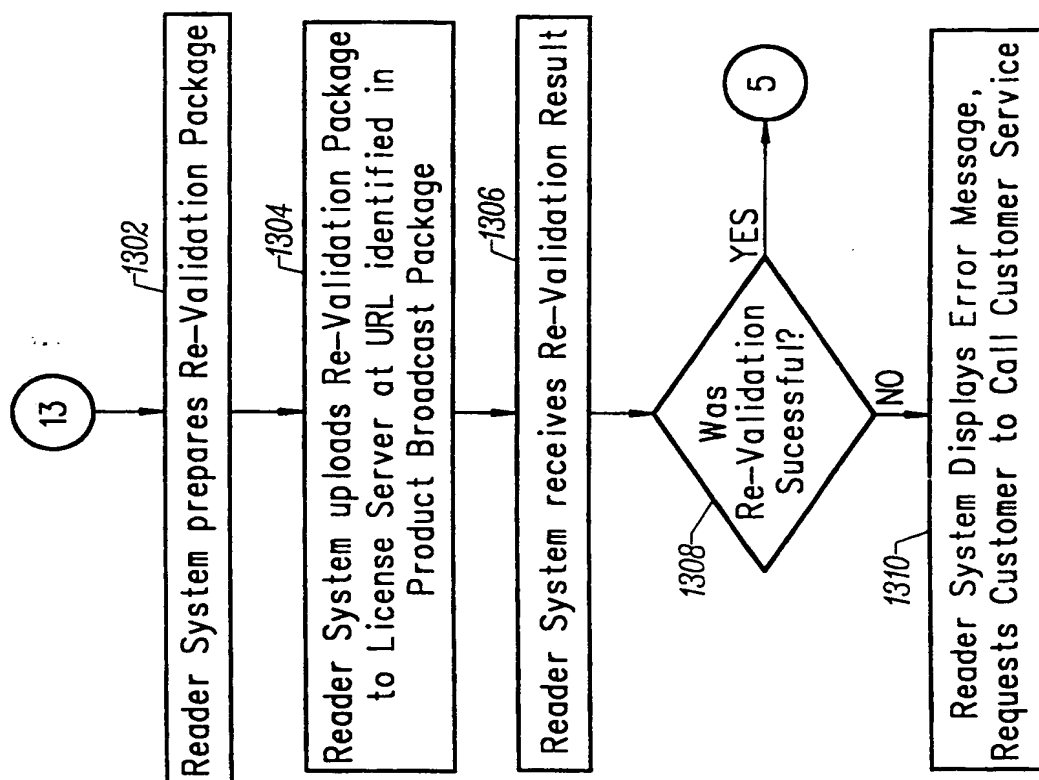 13
1302
Reader System prepares Re-Validation Package
1304
Reader System uploads Re-Validation Package
to License Server at URL identified in
Product Broadcast Package
1306
Reader System receives Re-Validation Result
1308
Was
Re-Validation
Sucessful?
YES
5
NO
1310
Reader System Displays Error Message,
Requests Customer to Call Customer Service